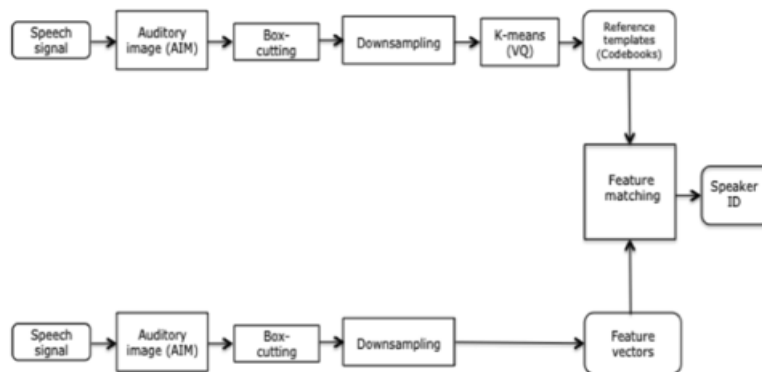 Speech
signal
Auditory
image (AIM)
Box-
cutting
Downsampling
K-means
(VQ)
Reference
templates
(Codebooks)
Feature
matching
Speaker
ID
Speech
signal
Auditory
image (AIM)
Box-
cutting
Downsampling
Feature
vectors